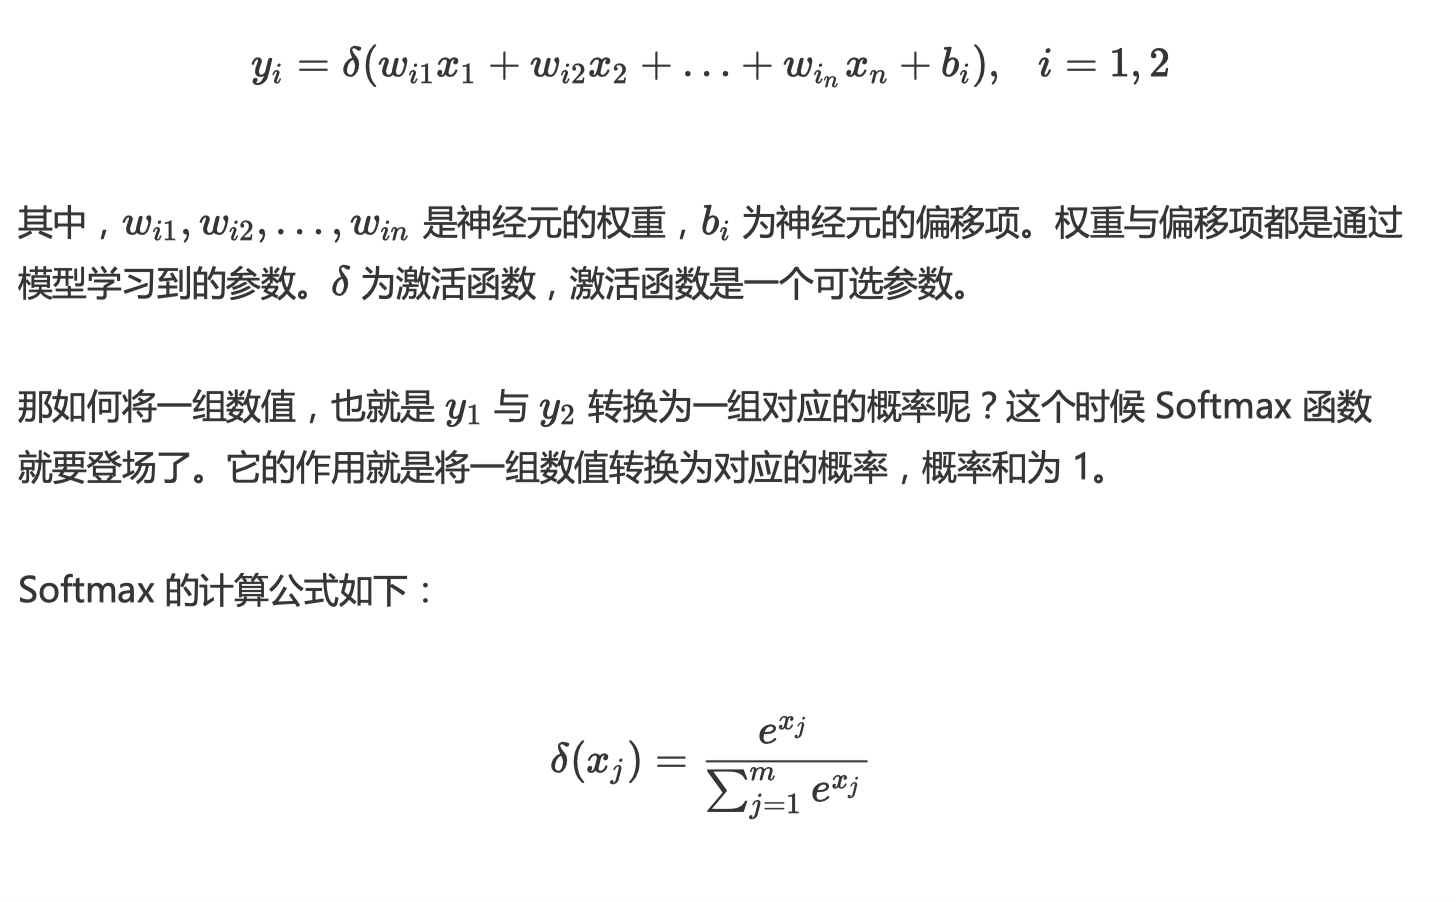 $y_i = \delta(w_{i1}x_1 + w_{i2}x_2 + \ldots + w_{i_n}x_n + b_i), \quad i = 1, 2$
其中，$w_{i1}, w_{i2}, \ldots, w_{in}$ 是神经元的权重，$b_i$ 为神经元的偏移项。权重与偏移项都是通过
模型学习到的参数。$\delta$ 为激活函数，激活函数是一个可选参数。
那如何将一组数值，也就是 $y_1$ 与 $y_2$ 转换为一组对应的概率呢？这个时候 Softmax 函数
就要登场了。它的作用就是将一组数值转换为对应的概率，概率和为 1。
Softmax 的计算公式如下：
$\delta(x_j) = \frac{e^{x_j}}{\sum_{j=1}^{m} e^{x_j}}$